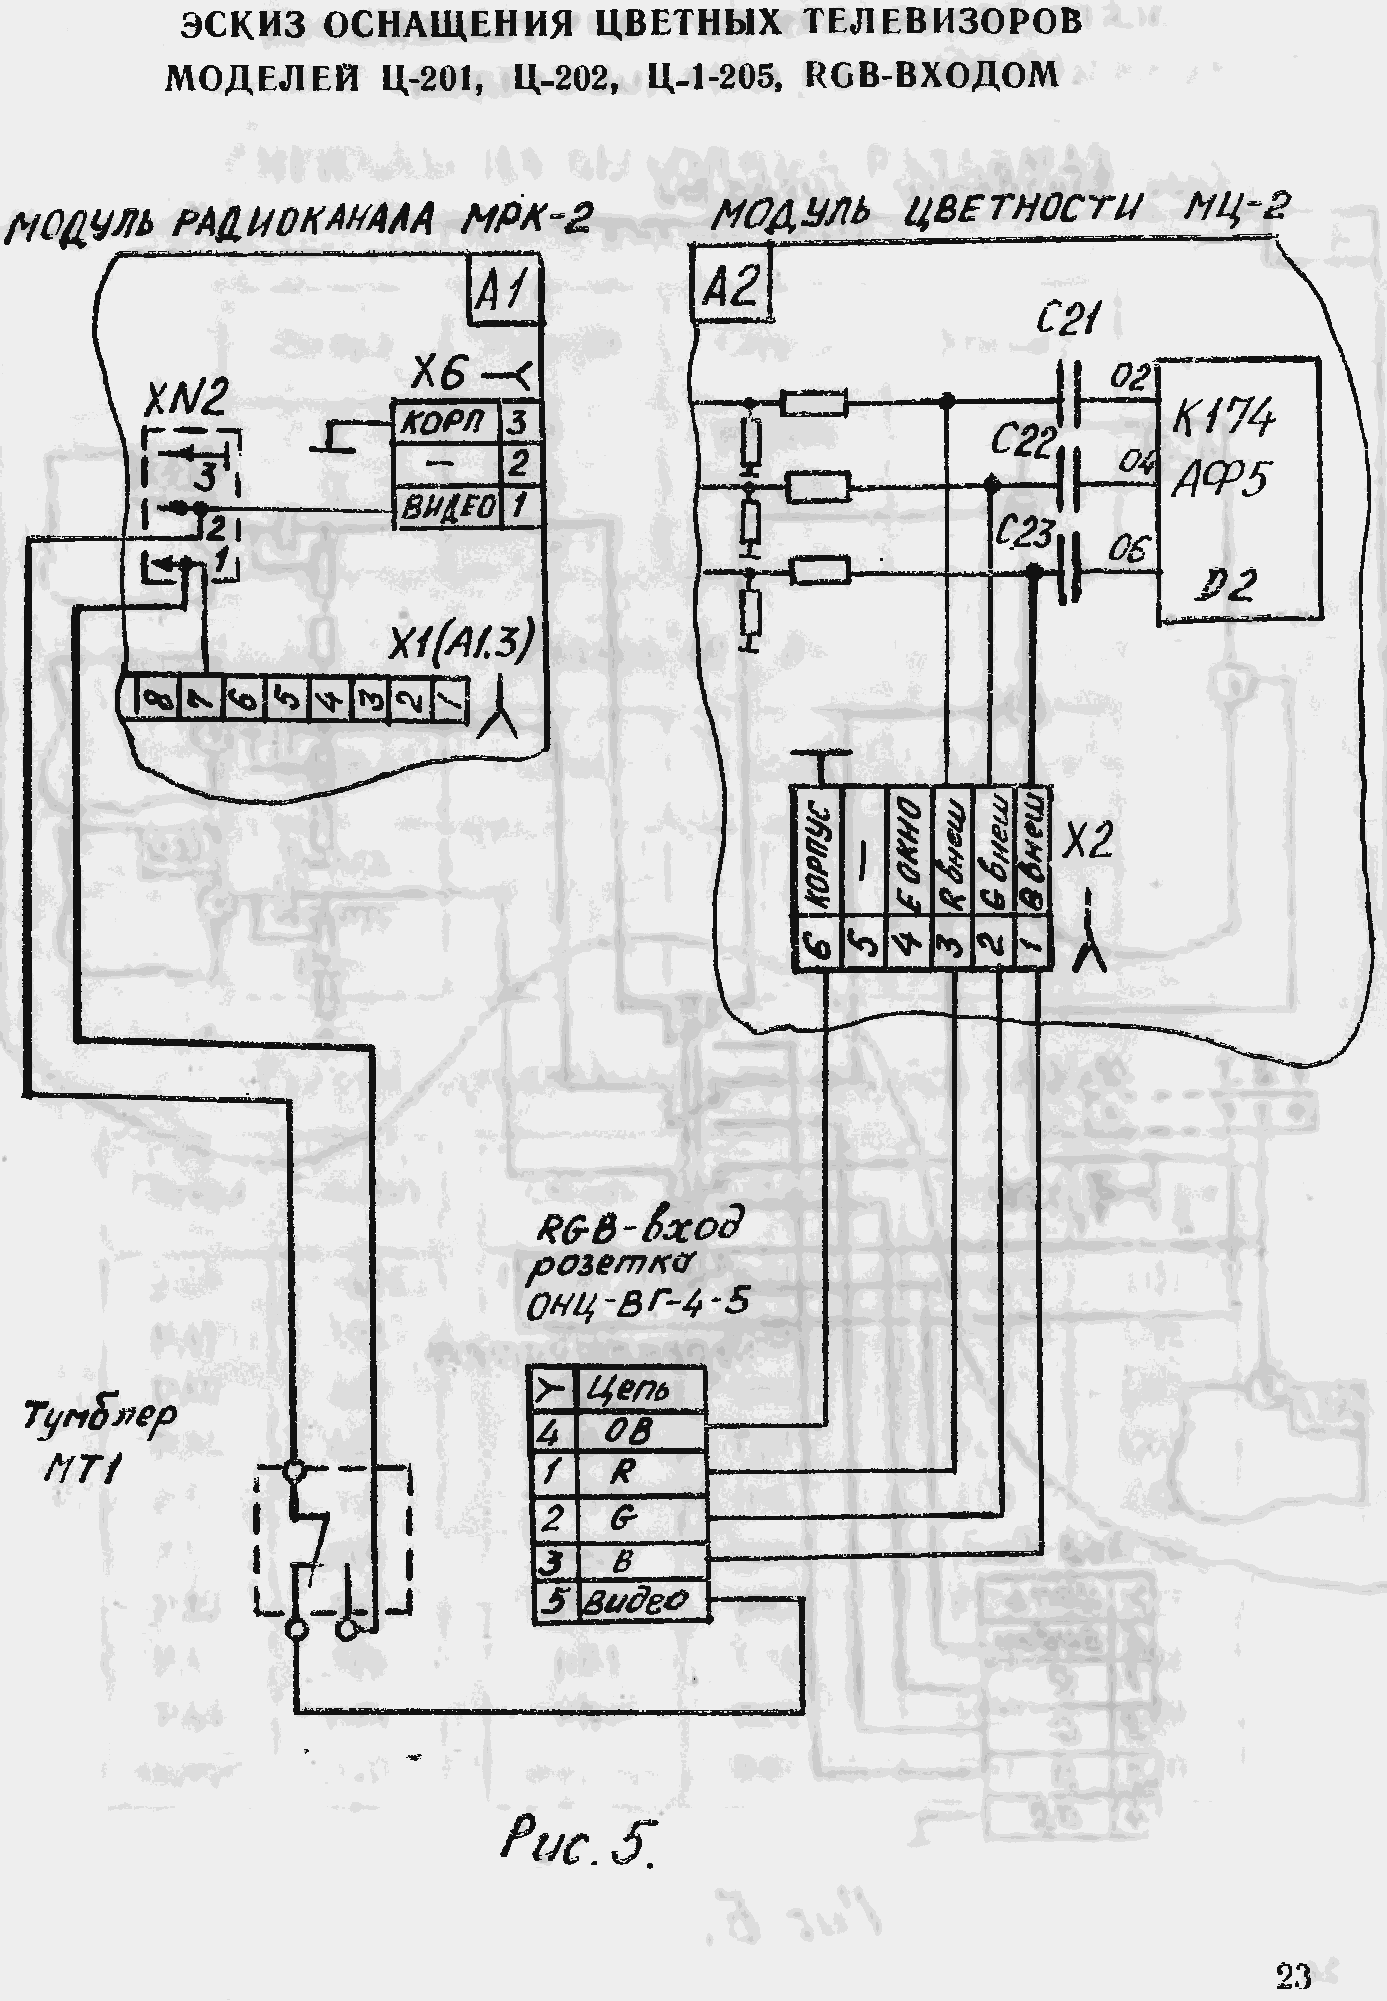 ЭСКИЗ ОСНАЩЕНИЯ ЦВЕТНЫХ ТЕЛЕВИЗОРОВ
МОДЕЛЕЙ Ц-201, Ц-202, Ц-1-205, RGB-ВХОДОМ
МОДУЛЬ РАДИОКАНАЛА МРК-2
МОДУЛЬ ЦВЕТНОСТИ МЦ-2
А1
А2
С21
X6
XN2
КОРП 3
— 2
ВИДЕО 1
3
2
1
02
С22
04
С23
06
К174
АФ5
D2
X1(А1.3)
8 7 6 5 4 3 2 1
КОРПУС
—
Е ОКНО
R внеш
G внеш
В внеш
X2
6 5 4 3 2 1
RGB-вход
розетка
ОНЦ-ВГ-4-5
Цепь
4 ОВ
1 R
2 G
3 В
5 Видео
Тумблер
МТ1
Рис. 5.
23